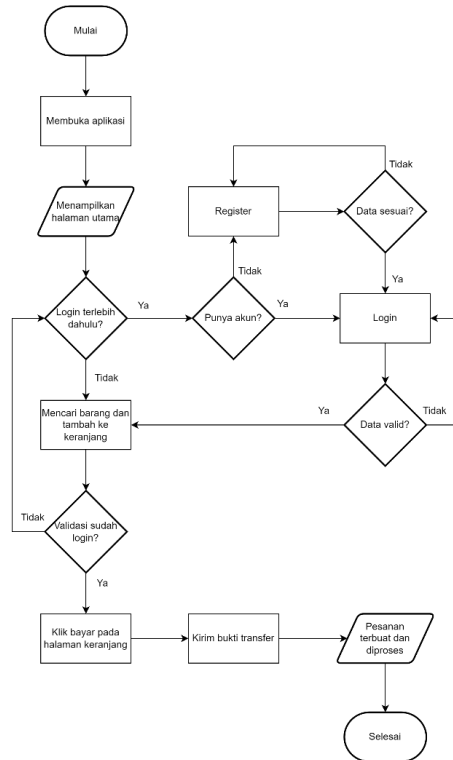 Mulai
Membuka aplikasi
Menampilkan
halaman utama
Login terlebih
dahulu?
Ya
Tidak
Punya akun?
Tidak
Ya
Register
Data sesuai?
Tidak
Ya
Login
Data valid?
Ya
Tidak
Mencari barang dan
tambah ke
keranjang
Validasi sudah
login?
Tidak
Ya
Klik bayar pada
halaman keranjang
Kirim bukti transfer
Pesanan
terbuat dan
diproses
Selesai